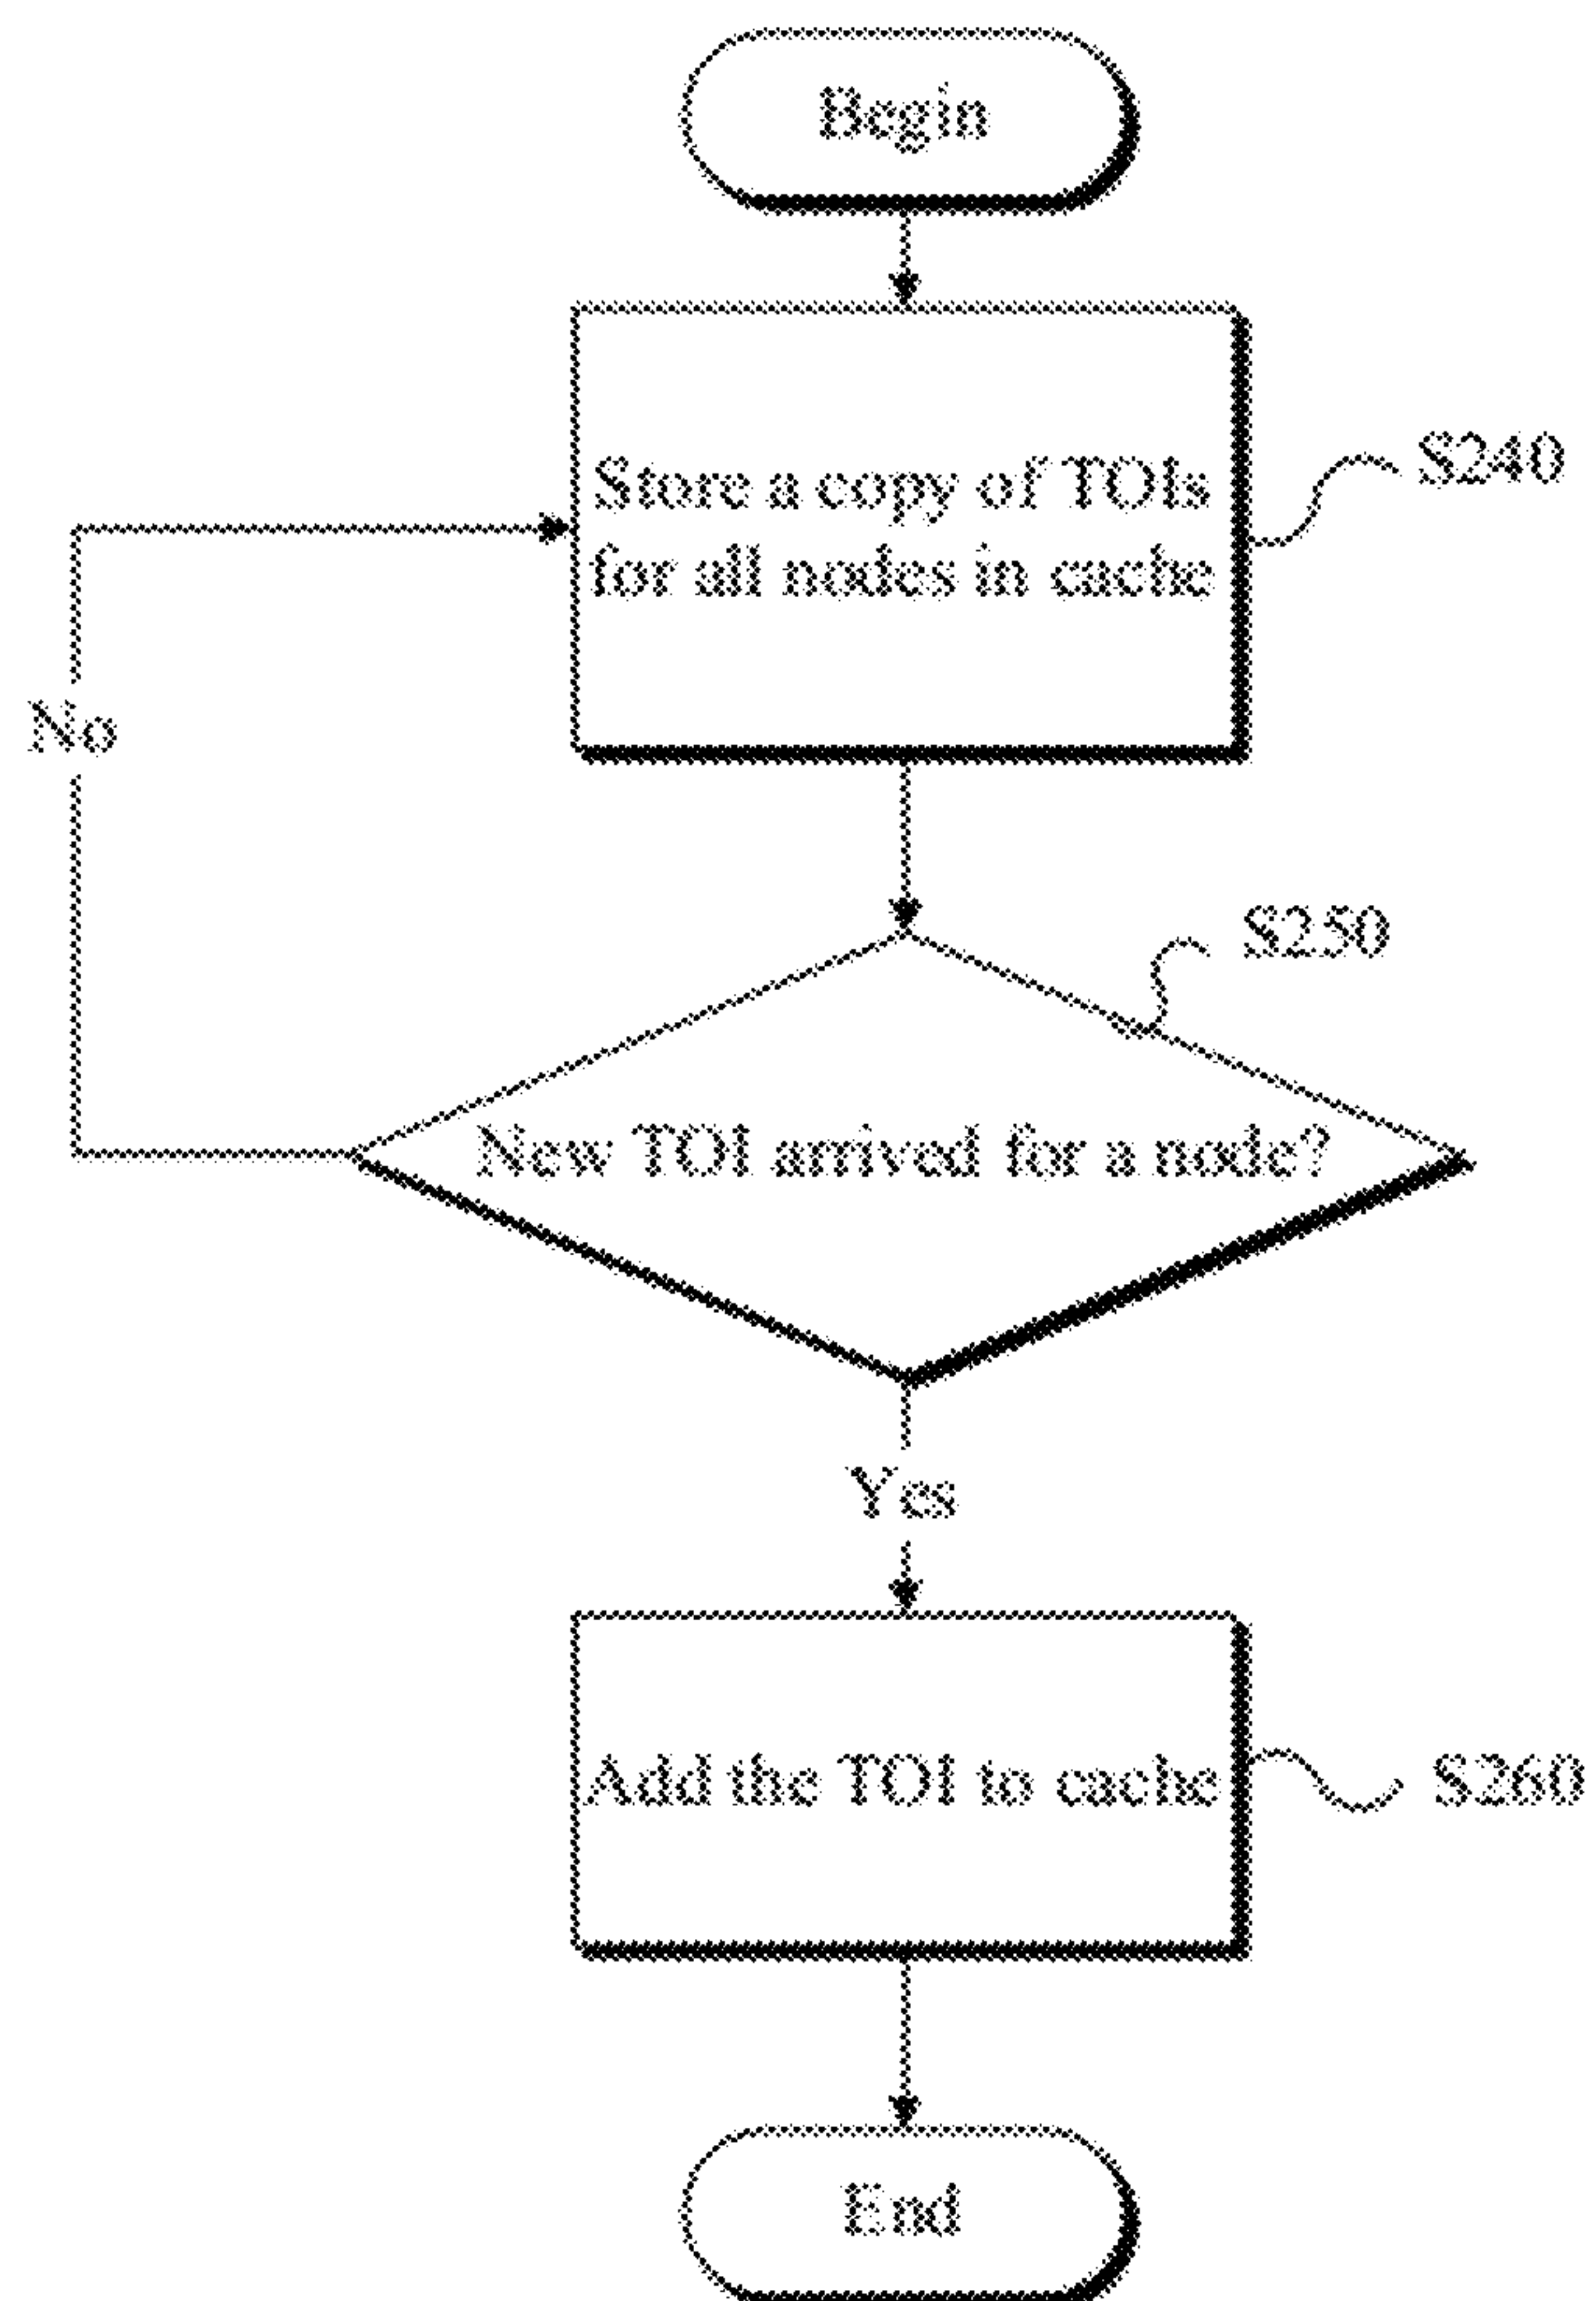 Begin
Store a copy of TOIs
for all nodes in cache
S240
No
S250
New TOI arrived for a node?
Yes
Add the TOI to cache
S260
End